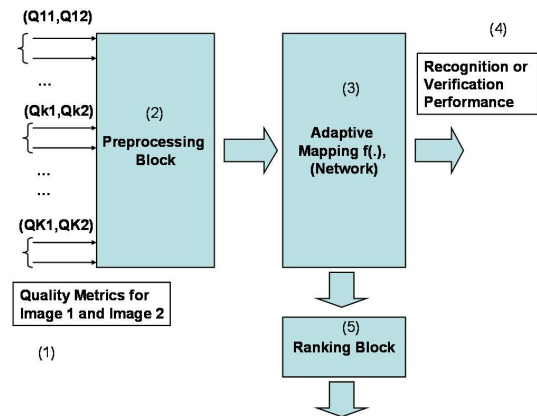 (Q11,Q12)
...
(Qk1,Qk2)
...
...
(QK1,QK2)
Quality Metrics for
Image 1 and Image 2
(1)
(2)
Preprocessing
Block
(3)
Adaptive
Mapping f(.),
(Network)
(4)
Recognition or
Verification
Performance
(5)
Ranking Block